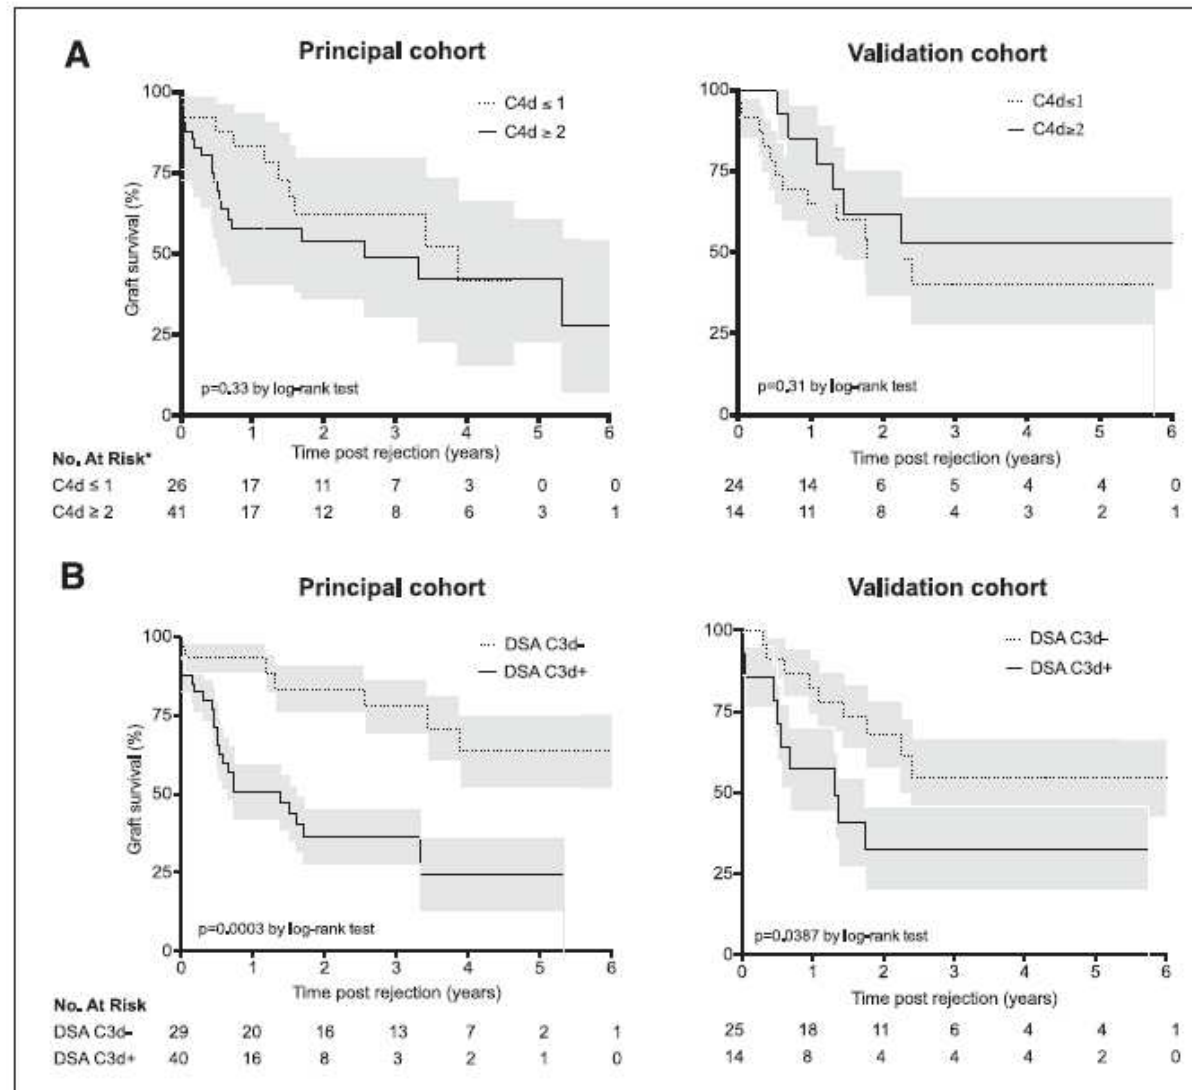 A
Principal cohort
Validation cohort
C4d ≤ 1
C4d ≥ 2
C4d≤1
C4d≥2
Graft survival (%)
100
75
50
25
0
100
75
50
25
0
p=0.33 by log-rank test
p=0.31 by log-rank test
0 1 2 3 4 5 6
0 1 2 3 4 5 6
Time post rejection (years)
Time post rejection (years)
No. At Risk*
C4d ≤ 1 26 17 11 7 3 0 0
24 14 6 5 4 4 0
C4d ≥ 2 41 17 12 8 6 3 1
14 11 8 4 3 2 1
B
Principal cohort
Validation cohort
DSA C3d-
DSA C3d+
DSA C3d-
DSA C3d+
Graft survival (%)
100
75
50
25
0
100
75
50
25
0
p=0.0003 by log-rank test
p=0.0387 by log-rank test
0 1 2 3 4 5 6
0 1 2 3 4 5 6
Time post rejection (years)
Time post rejection (years)
No. At Risk
DSA C3d- 29 20 16 13 7 2 1
25 18 11 6 4 4 1
DSA C3d+ 40 16 8 3 2 1 0
14 8 4 4 4 2 0